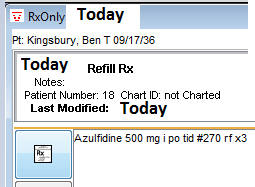 RxOnly Today
Pt: Kingsbury, Ben T 09/17/36
Today Refill Rx
Notes:
Patient Number: 18 Chart ID: not Charted
Last Modified: Today
Rx
Azulfidine 500 mg i po tid #270 rf x3